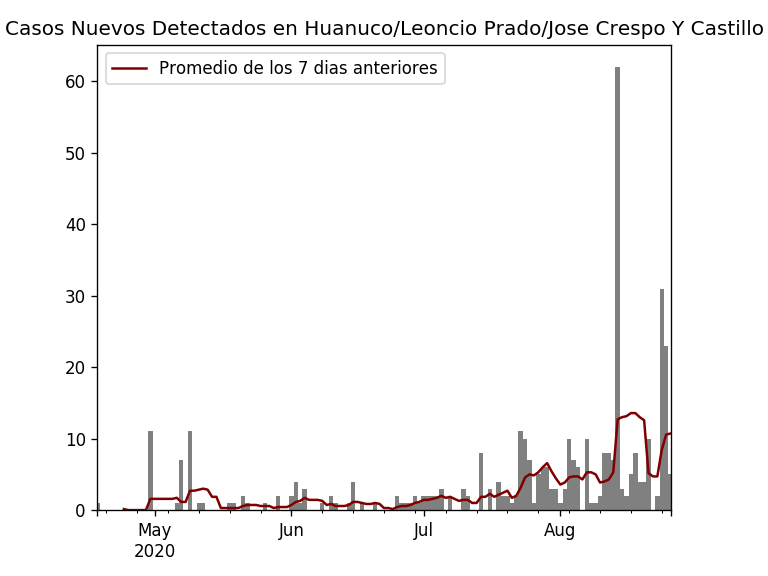 Casos Nuevos Detectados en Huanuco/Leoncio Prado/Jose Crespo Y Castillo
Promedio de los 7 dias anteriores
60
50
40
30
20
10
0
May Jun Jul Aug
2020